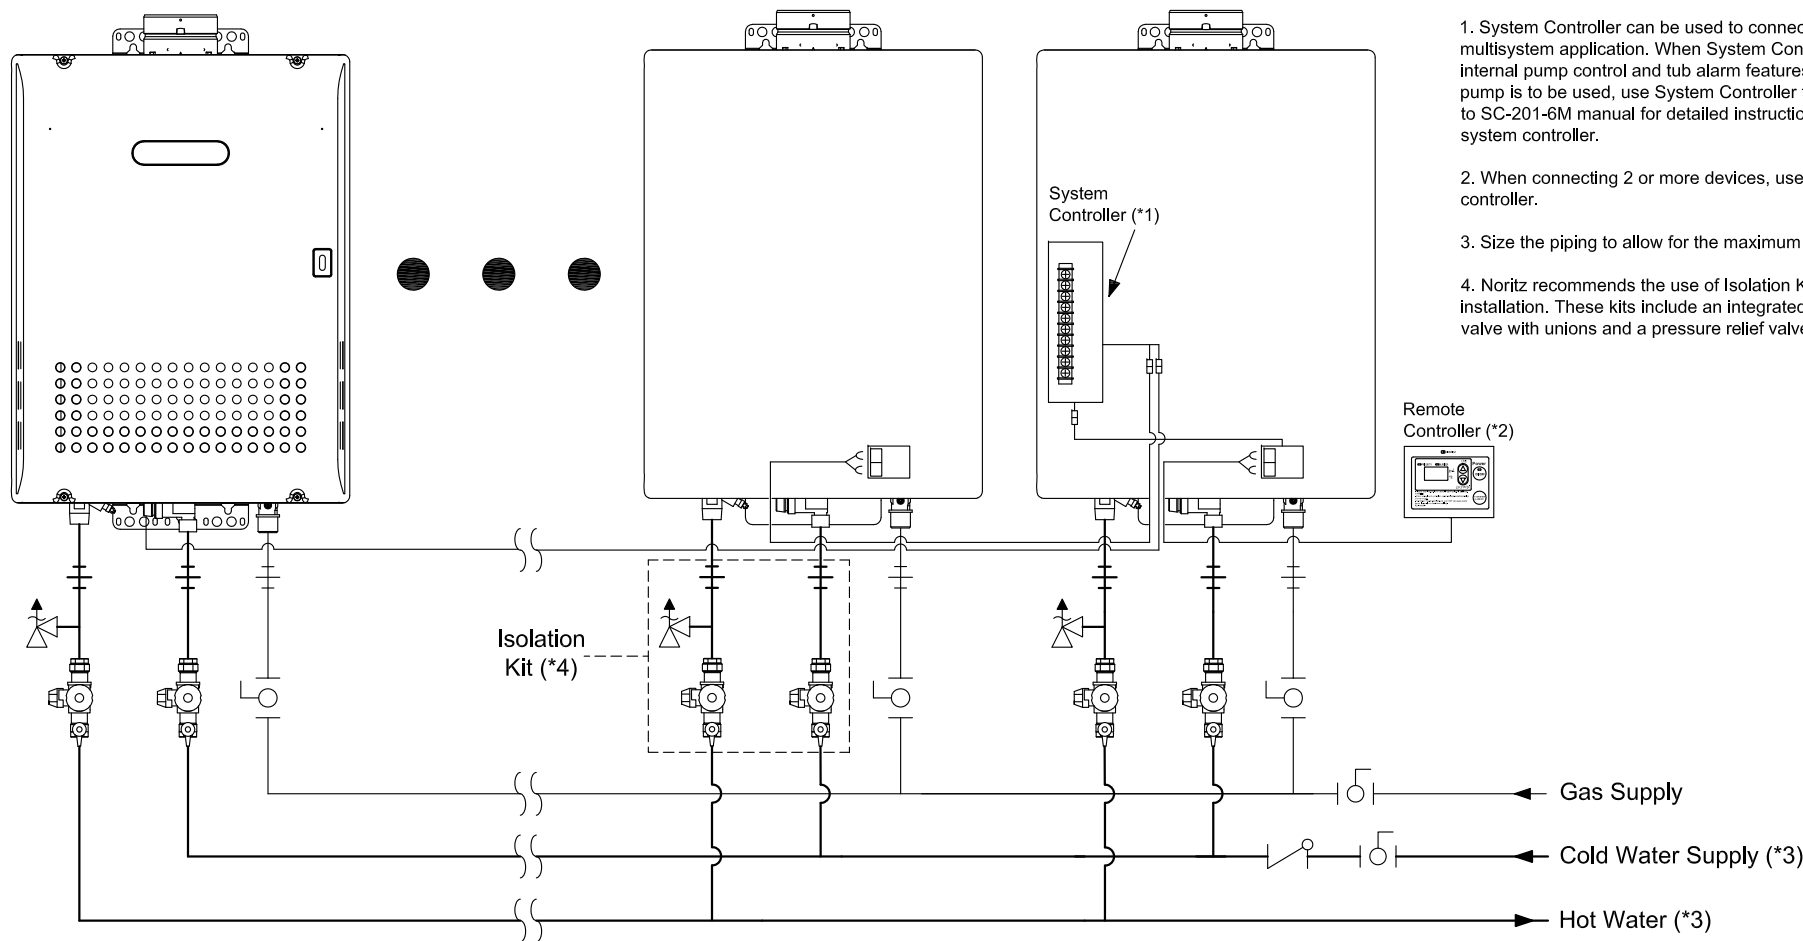 1. System Controller can be used to connec
multisystem application. When System Con
internal pump control and tub alarm features
pump is to be used, use System Controller
to SC-201-6M manual for detailed instructio
system controller.
2. When connecting 2 or more devices, use
controller.
3. Size the piping to allow for the maximum
4. Noritz recommends the use of Isolation K
installation. These kits include an integrated
valve with unions and a pressure relief valve
System
Controller (*1)
Remote
Controller (*2)
Isolation
Kit (*4)
Gas Supply
Cold Water Supply (*3)
Hot Water (*3)